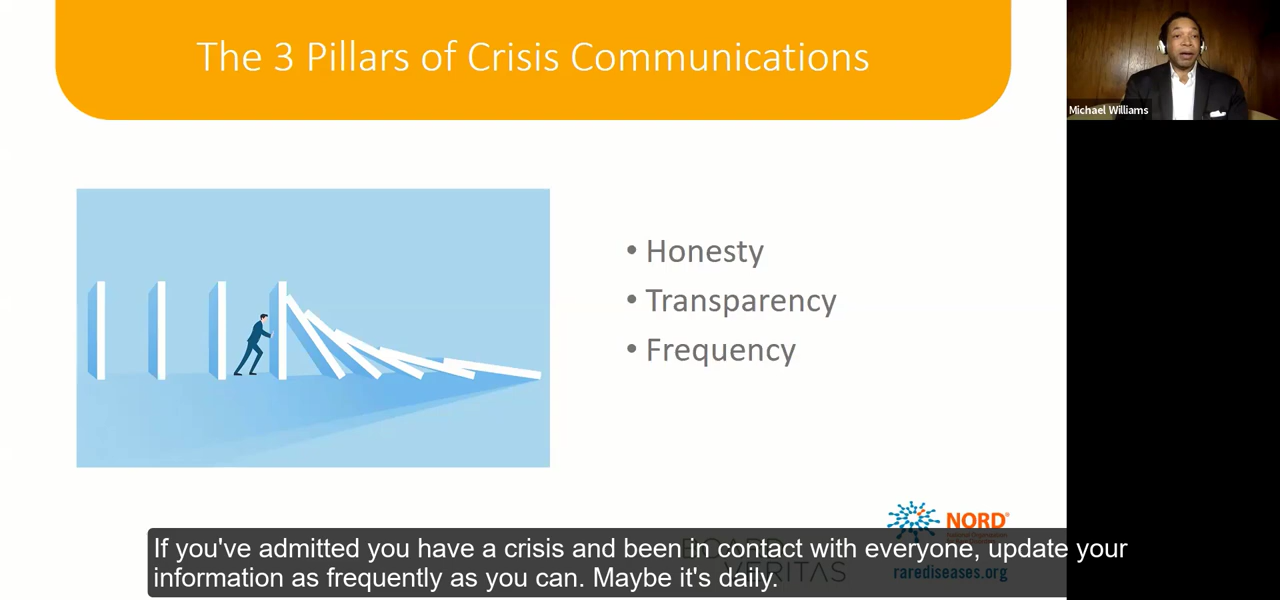 The 3 Pillars of Crisis Communications
Michael Williams
• Honesty
• Transparency
• Frequency
NORD®
If you've admitted you have a crisis and been in contact with everyone, update your
information as frequently as you can. Maybe it's daily.
VERITAS
rarediseases.org